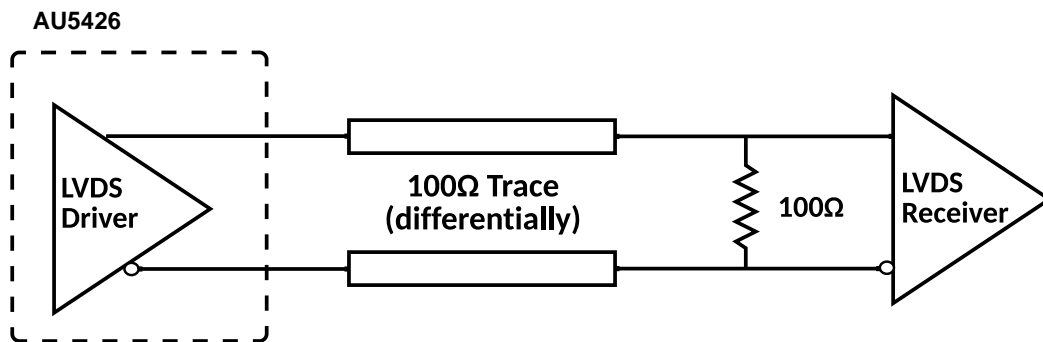 AU5426
LVDS
Driver
100Ω Trace
(differentially)
100Ω
LVDS
Receiver